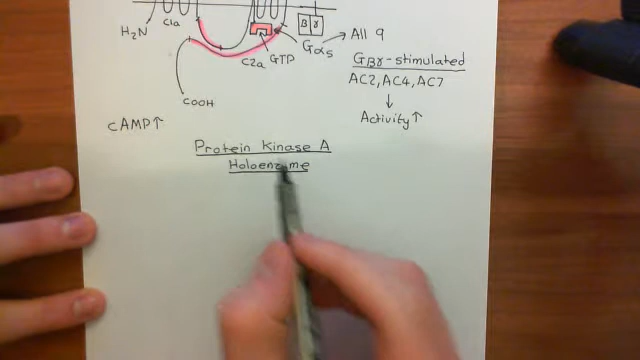 H₂N
C1a
C2a
GTP
β γ
Gαs → All 9
Gβγ-stimulated
AC2, AC4, AC7
↓
Activity↑
COOH
cAMP↑
Protein Kinase A
Holoenzyme